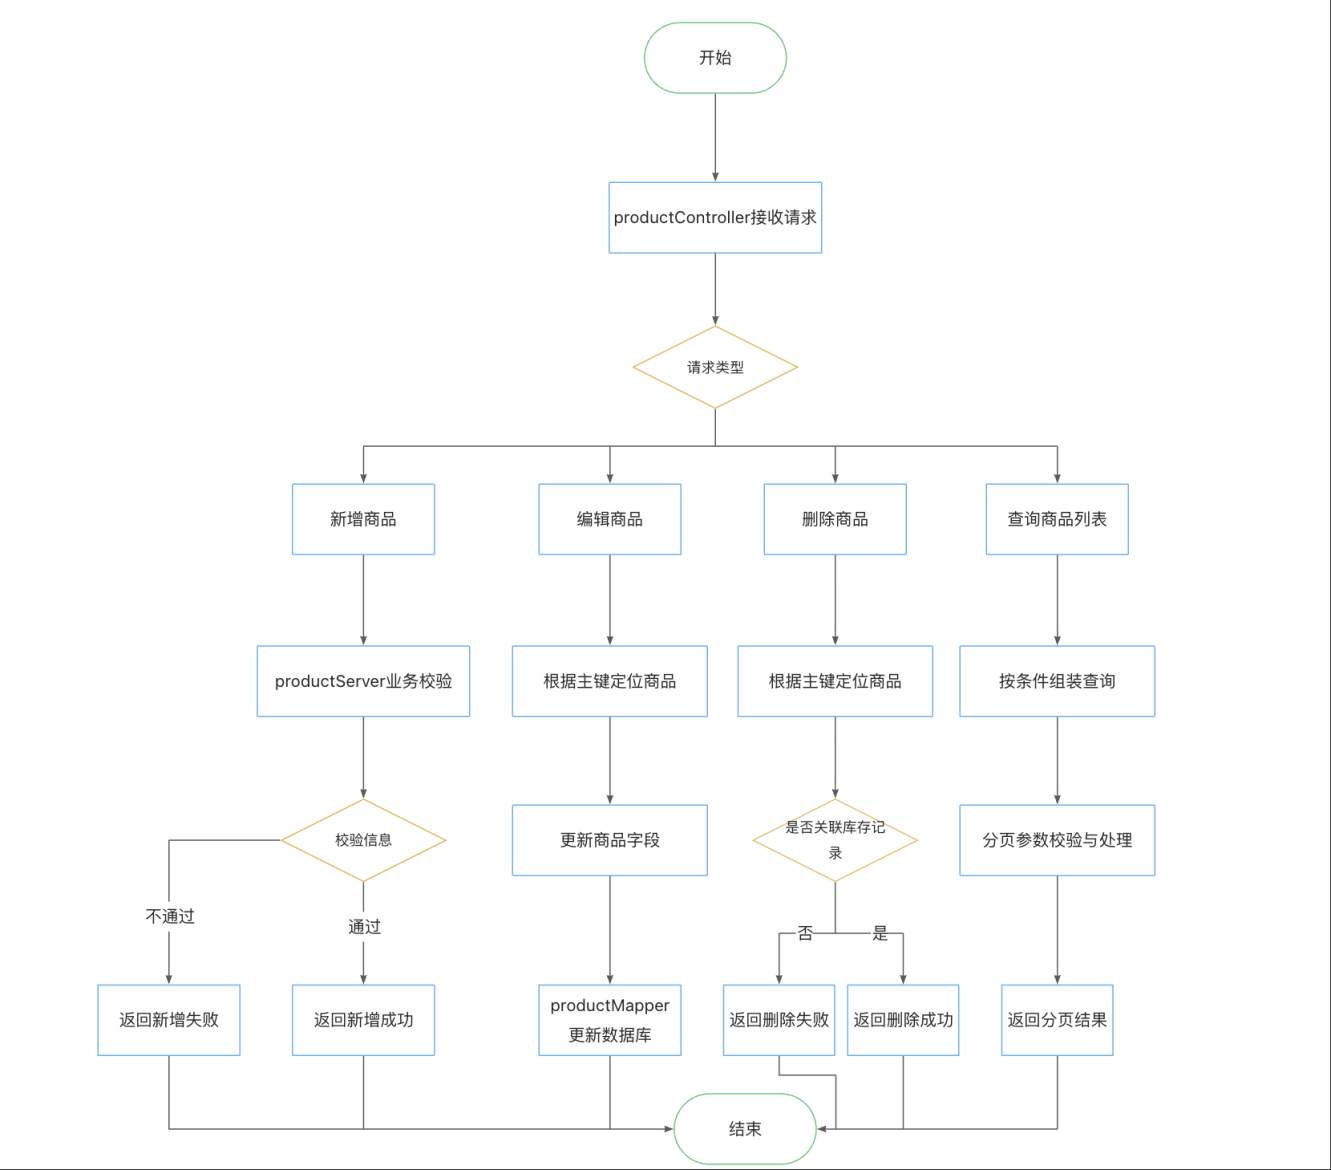 开始
productController接收请求
请求类型
新增商品
编辑商品
删除商品
查询商品列表
productServer业务校验
根据主键定位商品
根据主键定位商品
按条件组装查询
校验信息
更新商品字段
是否关联库存记
录
分页参数校验与处理
不通过
通过
否
是
返回新增失败
返回新增成功
productMapper
更新数据库
返回删除失败
返回删除成功
返回分页结果
结束